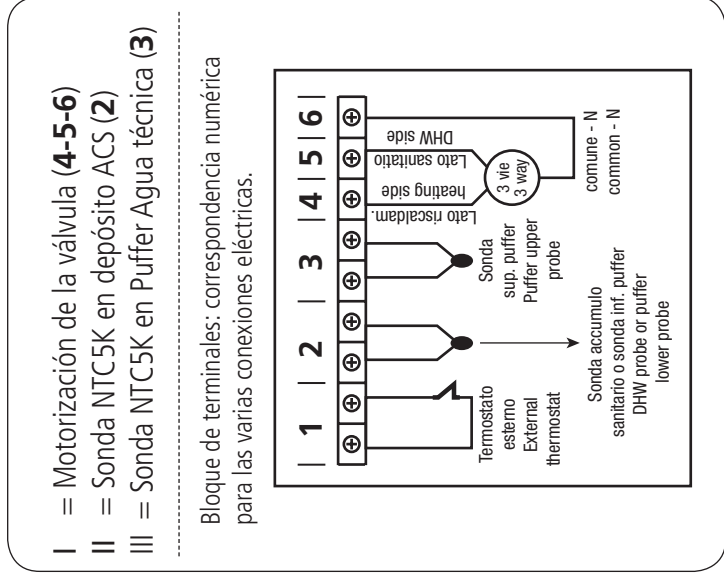 I = Motorización de la válvula (4-5-6)
II = Sonda NTC5K en depósito ACS (2)
III = Sonda NTC5K en Puffer Agua técnica (3)
Bloque de terminales: correspondencia numérica
para las varias conexiones eléctricas.
| 1 | 2 | 3 | 4 | 5 | 6
Lato riscaldam.
heating side
Lato sanitatio
DHW side
3 vie
3 way
Termostato
esterno
External
thermostat
Sonda
sup. puffer
Puffer upper
probe
comune - N
common - N
Sonda accumulo
sanitario o sonda inf. puffer
DHW probe or puffer
lower probe